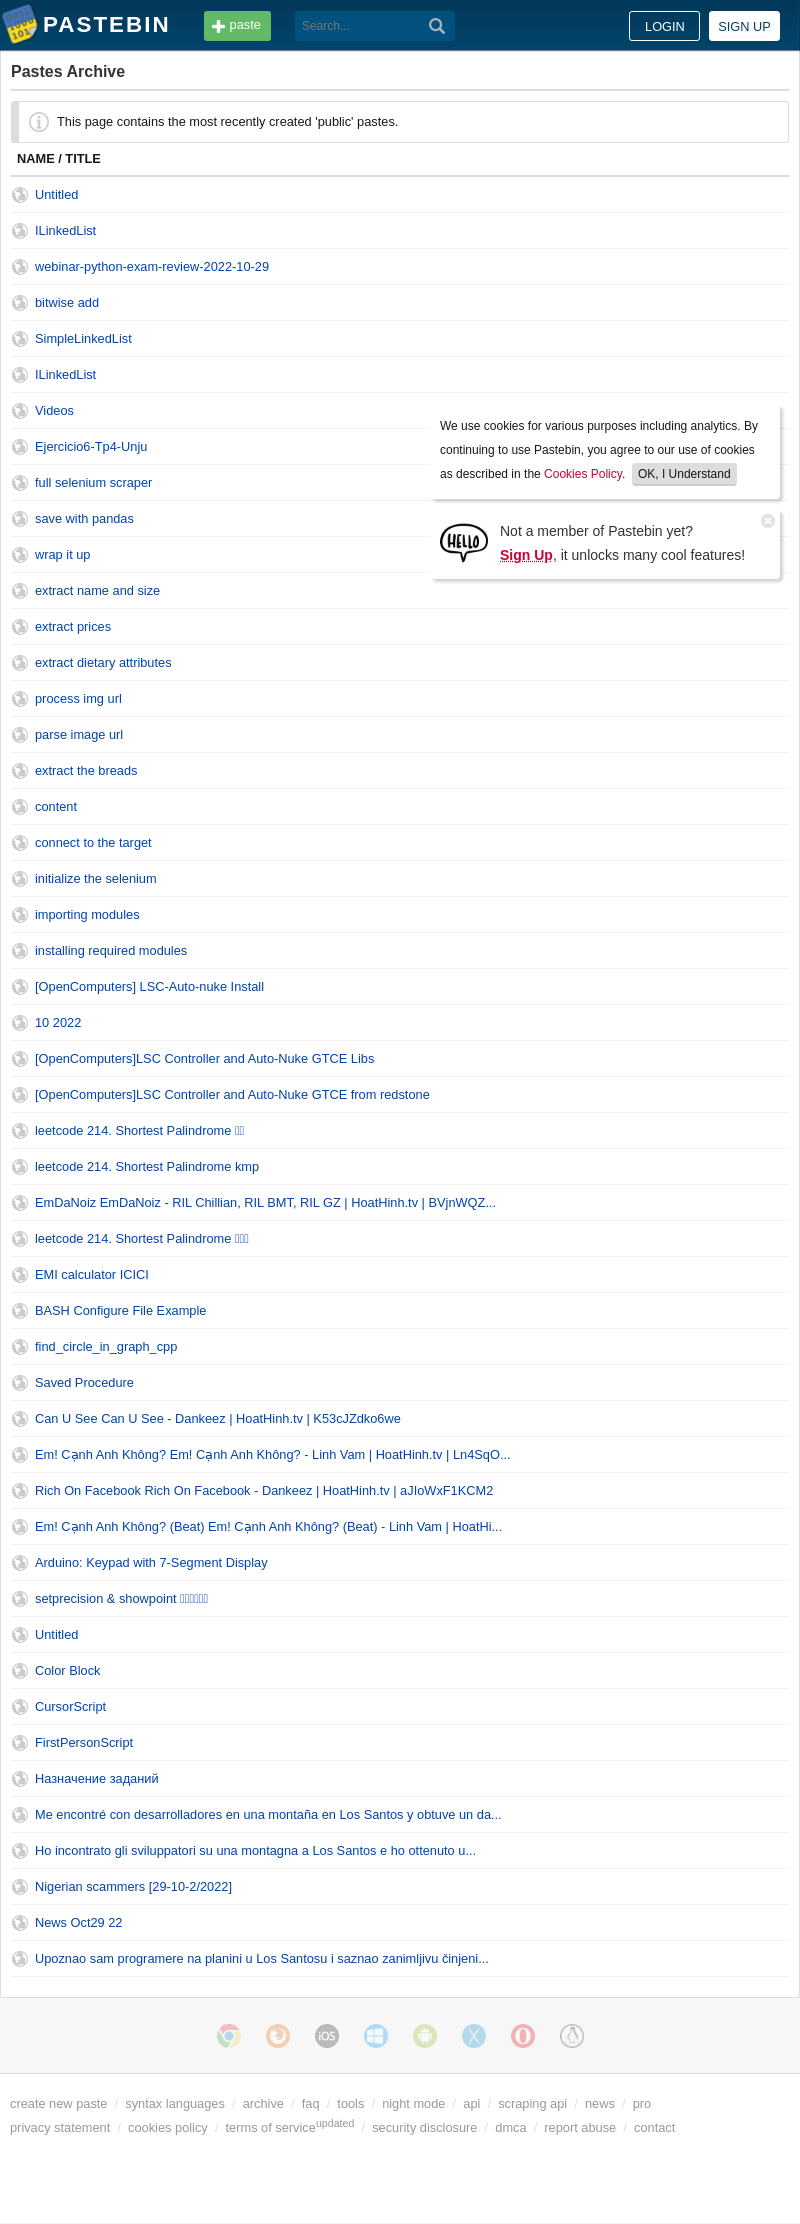 PASTEBIN
paste
Search...
LOGIN
SIGN UP
Pastes Archive
This page contains the most recently created 'public' pastes.
NAME / TITLE
Untitled
ILinkedList
webinar-python-exam-review-2022-10-29
bitwise add
SimpleLinkedList
ILinkedList
Videos
Ejercicio6-Tp4-Unju
full selenium scraper
save with pandas
wrap it up
We use cookies for various purposes including analytics. By
continuing to use Pastebin, you agree to our use of cookies
as described in the Cookies Policy. OK, I Understand
HELLO
Not a member of Pastebin yet?
Sign Up, it unlocks many cool features!
extract name and size
extract prices
extract dietary attributes
process img url
parse image url
extract the breads
content
connect to the target
initialize the selenium
importing modules
installing required modules
[OpenComputers] LSC-Auto-nuke Install
10 2022
[OpenComputers]LSC Controller and Auto-Nuke GTCE Libs
[OpenComputers]LSC Controller and Auto-Nuke GTCE from redstone
leetcode 214. Shortest Palindrome
leetcode 214. Shortest Palindrome kmp
EmDaNoiz EmDaNoiz - RIL Chillian, RIL BMT, RIL GZ | HoatHinh.tv | BVjnWQZ...
leetcode 214. Shortest Palindrome
EMI calculator ICICI
BASH Configure File Example
find_circle_in_graph_cpp
Saved Procedure
Can U See Can U See - Dankeez | HoatHinh.tv | K53cJZdko6we
Em! Cạnh Anh Không? Em! Cạnh Anh Không? - Linh Vam | HoatHinh.tv | Ln4SqO...
Rich On Facebook Rich On Facebook - Dankeez | HoatHinh.tv | aJIoWxF1KCM2
Em! Cạnh Anh Không? (Beat) Em! Cạnh Anh Không? (Beat) - Linh Vam | HoatHi...
Arduino: Keypad with 7-Segment Display
setprecision & showpoint
Untitled
Color Block
CursorScript
FirstPersonScript
Назначение заданий
Me encontré con desarrolladores en una montaña en Los Santos y obtuve un da...
Ho incontrato gli sviluppatori su una montagna a Los Santos e ho ottenuto u...
Nigerian scammers [29-10-2/2022]
News Oct29 22
Upoznao sam programere na planini u Los Santosu i saznao zanimljivu činjeni...
iOS
create new paste / syntax languages / archive / faq / tools / night mode / api / scraping api / news / pro
privacy statement / cookies policy / terms of service updated / security disclosure / dmca / report abuse / contact